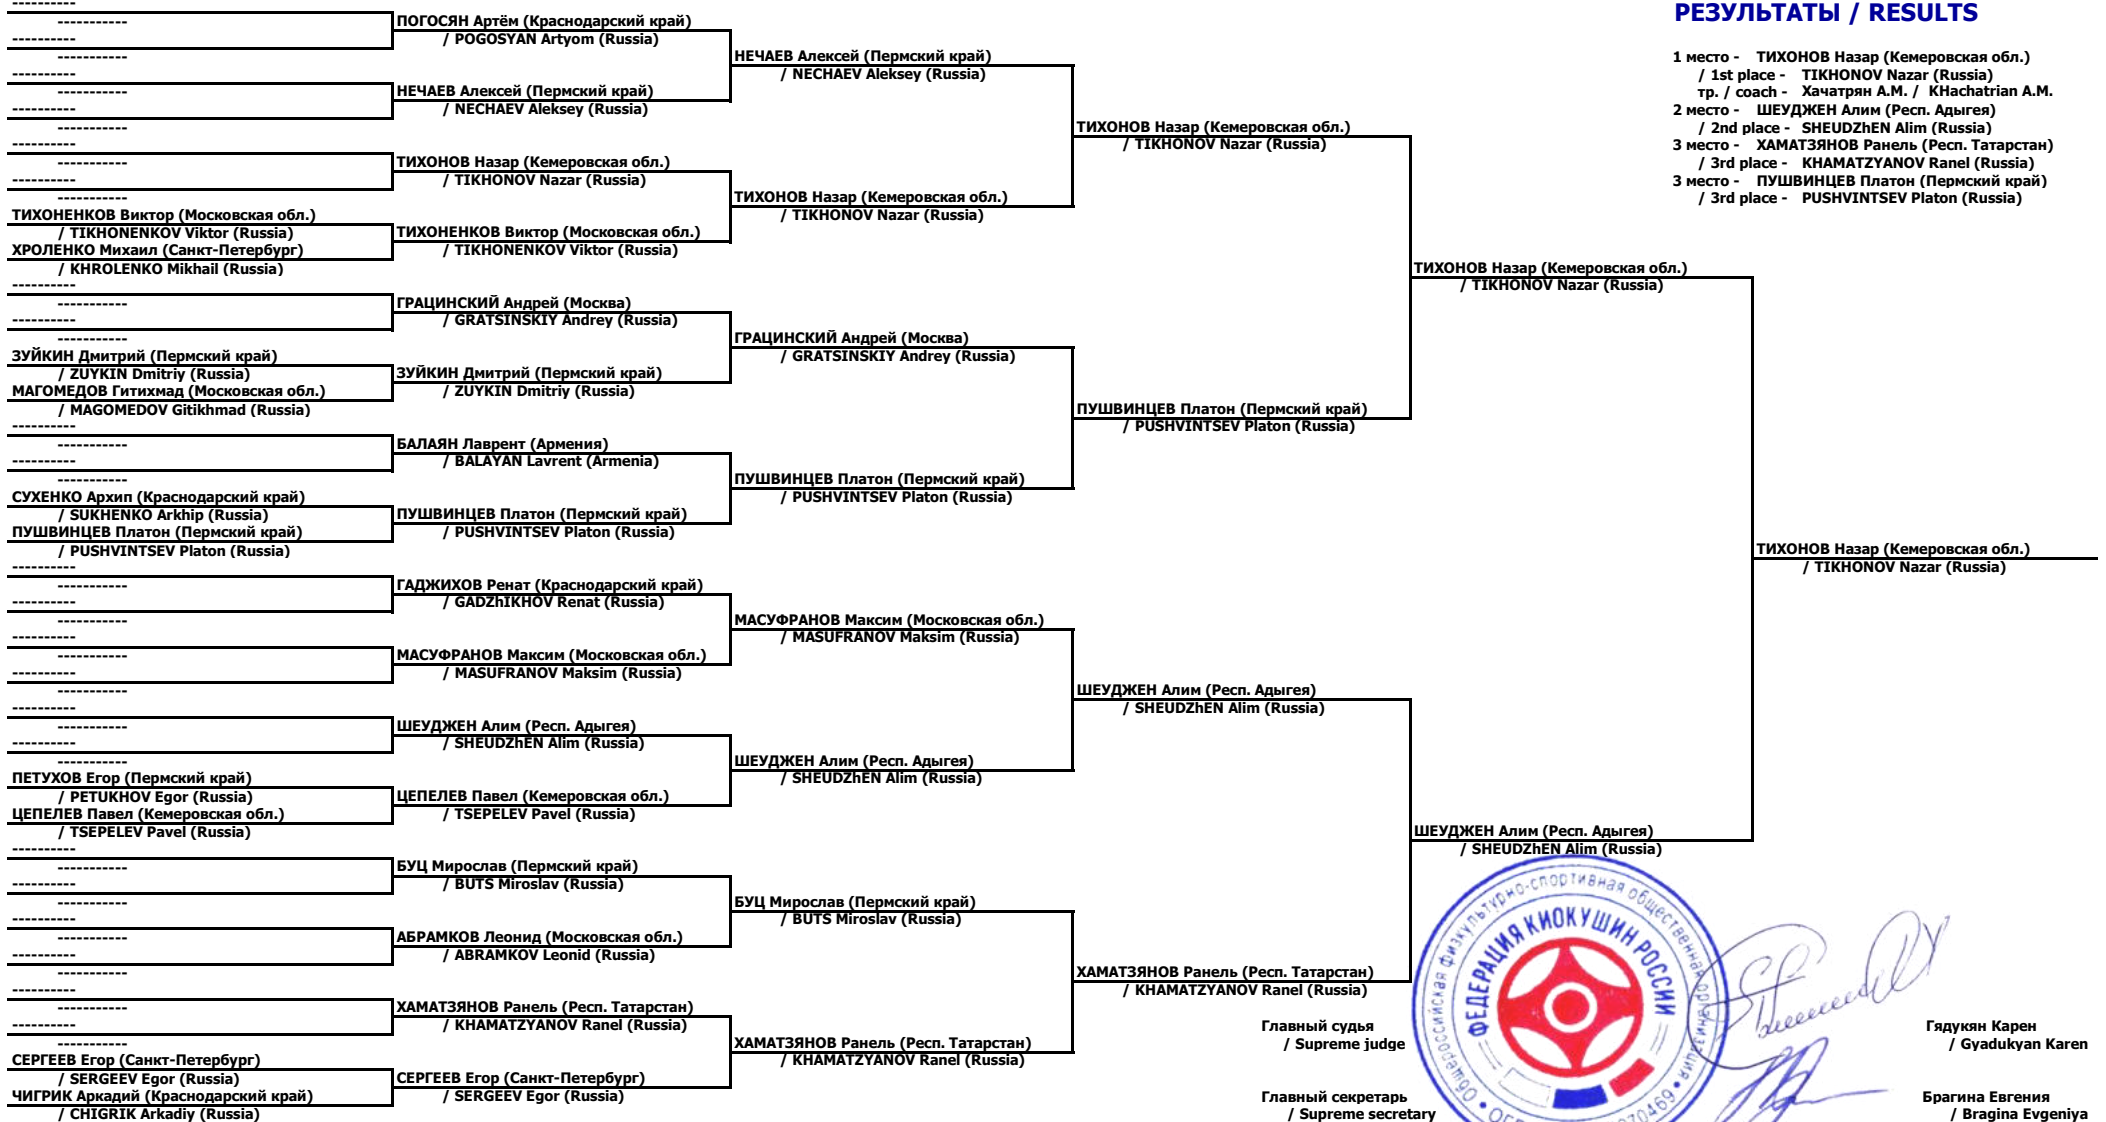 ----------
-----------
----------
-----------
----------
-----------
----------
-----------
----------
-----------
----------
-----------
ТИХОНЕНКОВ Виктор (Московская обл.)
/ TIKHONENKOV Viktor (Russia)
ХРОЛЕНКО Михаил (Санкт-Петербург)
/ KHROLENKO Mikhail (Russia)
----------
-----------
----------
-----------
ЗУЙКИН Дмитрий (Пермский край)
/ ZUYKIN Dmitriy (Russia)
МАГОМЕДОВ Гитихмад (Московская обл.)
/ MAGOMEDOV Gitikhmad (Russia)
----------
-----------
----------
-----------
СУХЕНКО Архип (Краснодарский край)
/ SUKHENKO Arkhip (Russia)
ПУШВИНЦЕВ Платон (Пермский край)
/ PUSHVINTSEV Platon (Russia)
----------
-----------
----------
-----------
----------
-----------
----------
-----------
----------
-----------
----------
-----------
ПЕТУХОВ Егор (Пермский край)
/ PETUKHOV Egor (Russia)
ЦЕПЕЛЕВ Павел (Кемеровская обл.)
/ TSEPELEV Pavel (Russia)
----------
-----------
----------
-----------
----------
-----------
----------
-----------
----------
-----------
----------
-----------
СЕРГЕЕВ Егор (Санкт-Петербург)
/ SERGEEV Egor (Russia)
ЧИГРИК Аркадий (Краснодарский край)
/ CHIGRIK Arkadiy (Russia)
ПОГОСЯН Артём (Краснодарский край)
/ POGOSYAN Artyom (Russia)
НЕЧАЕВ Алексей (Пермский край)
/ NECHAEV Aleksey (Russia)
ТИХОНОВ Назар (Кемеровская обл.)
/ TIKHONOV Nazar (Russia)
ТИХОНЕНКОВ Виктор (Московская обл.)
/ TIKHONENKOV Viktor (Russia)
ГРАЦИНСКИЙ Андрей (Москва)
/ GRATSINSKIY Andrey (Russia)
ЗУЙКИН Дмитрий (Пермский край)
/ ZUYKIN Dmitriy (Russia)
БАЛАЯН Лаврент (Армения)
/ BALAYAN Lavrent (Armenia)
ПУШВИНЦЕВ Платон (Пермский край)
/ PUSHVINTSEV Platon (Russia)
ГАДЖИХОВ Ренат (Краснодарский край)
/ GADZhIKHOV Renat (Russia)
МАСУФРАНОВ Максим (Московская обл.)
/ MASUFRANOV Maksim (Russia)
ШЕУДЖЕН Алим (Респ. Адыгея)
/ SHEUDZhEN Alim (Russia)
ЦЕПЕЛЕВ Павел (Кемеровская обл.)
/ TSEPELEV Pavel (Russia)
БУЦ Мирослав (Пермский край)
/ BUTS Miroslav (Russia)
АБРАМКОВ Леонид (Московская обл.)
/ ABRAMKOV Leonid (Russia)
ХАМАТЗЯНОВ Ранель (Респ. Татарстан)
/ KHAMATZYANOV Ranel (Russia)
СЕРГЕЕВ Егор (Санкт-Петербург)
/ SERGEEV Egor (Russia)
НЕЧАЕВ Алексей (Пермский край)
/ NECHAEV Aleksey (Russia)
ТИХОНОВ Назар (Кемеровская обл.)
/ TIKHONOV Nazar (Russia)
ГРАЦИНСКИЙ Андрей (Москва)
/ GRATSINSKIY Andrey (Russia)
ПУШВИНЦЕВ Платон (Пермский край)
/ PUSHVINTSEV Platon (Russia)
МАСУФРАНОВ Максим (Московская обл.)
/ MASUFRANOV Maksim (Russia)
ШЕУДЖЕН Алим (Респ. Адыгея)
/ SHEUDZhEN Alim (Russia)
БУЦ Мирослав (Пермский край)
/ BUTS Miroslav (Russia)
ХАМАТЗЯНОВ Ранель (Респ. Татарстан)
/ KHAMATZYANOV Ranel (Russia)
ТИХОНОВ Назар (Кемеровская обл.)
/ TIKHONOV Nazar (Russia)
ПУШВИНЦЕВ Платон (Пермский край)
/ PUSHVINTSEV Platon (Russia)
ШЕУДЖЕН Алим (Респ. Адыгея)
/ SHEUDZhEN Alim (Russia)
ХАМАТЗЯНОВ Ранель (Респ. Татарстан)
/ KHAMATZYANOV Ranel (Russia)
ТИХОНОВ Назар (Кемеровская обл.)
/ TIKHONOV Nazar (Russia)
ШЕУДЖЕН Алим (Респ. Адыгея)
/ SHEUDZhEN Alim (Russia)
ТИХОНОВ Назар (Кемеровская обл.)
/ TIKHONOV Nazar (Russia)
РЕЗУЛЬТАТЫ / RESULTS
1 место - ТИХОНОВ Назар (Кемеровская обл.)
/ 1st place - TIKHONOV Nazar (Russia)
тр. / coach - Хачатрян А.М. / KHachatrian A.M.
2 место - ШЕУДЖЕН Алим (Респ. Адыгея)
/ 2nd place - SHEUDZhEN Alim (Russia)
3 место - ХАМАТЗЯНОВ Ранель (Респ. Татарстан)
/ 3rd place - KHAMATZYANOV Ranel (Russia)
3 место - ПУШВИНЦЕВ Платон (Пермский край)
/ 3rd place - PUSHVINTSEV Platon (Russia)
Главный судья
/ Supreme judge
Гядукян Карен
/ Gyadukyan Karen
Главный секретарь
/ Supreme secretary
Брагина Евгения
/ Bragina Evgeniya
Общероссийская физкультурно-спортивная общественная организация
ФЕДЕРАЦИЯ КИОКУШИН РОССИИ